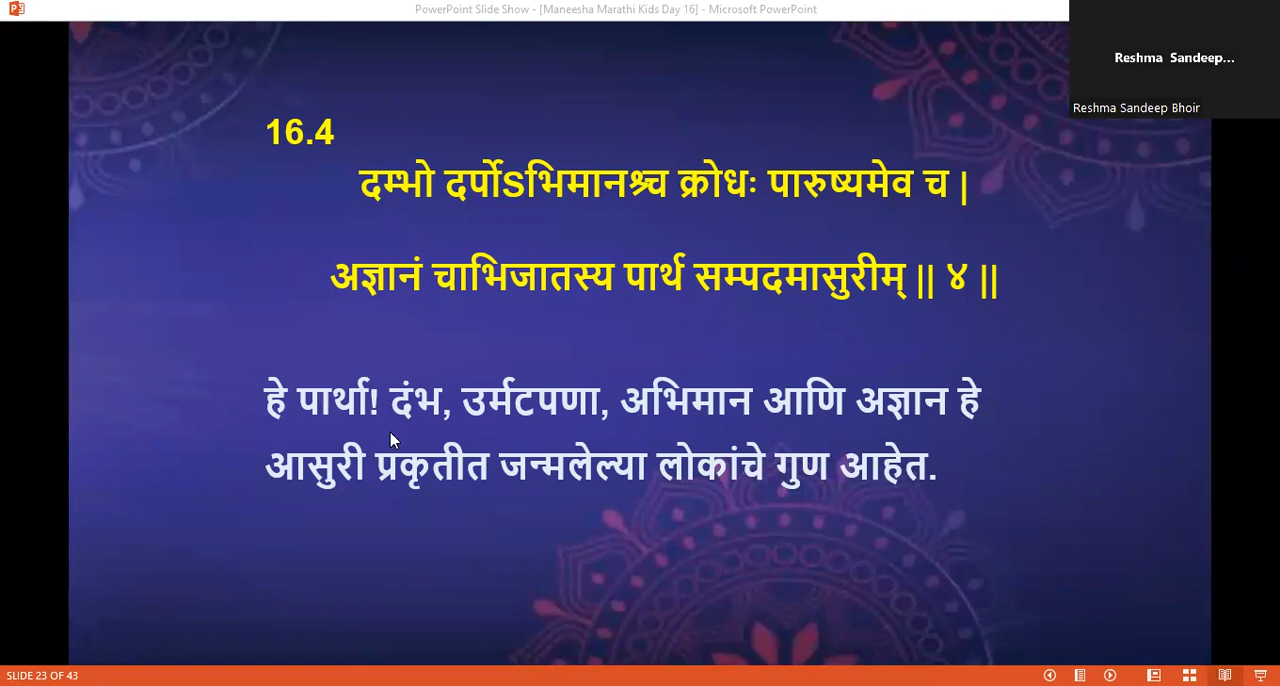 PowerPoint Slide Show - [Maneesha Marathi Kids Day 16] - Microsoft PowerPoint
Reshma Sandeep...
Reshma Sandeep Bhoir
16.4
दम्भो दर्पोSभिमानश्र्च क्रोधः पारुष्यमेव च |
अज्ञानं चाभिजातस्य पार्थ सम्पदमासुरीम् || ४ ||
हे पार्था! दंभ, उर्मटपणा, अभिमान आणि अज्ञान हे
आसुरी प्रकृतीत जन्मलेल्या लोकांचे गुण आहेत.
SLIDE 23 OF 43